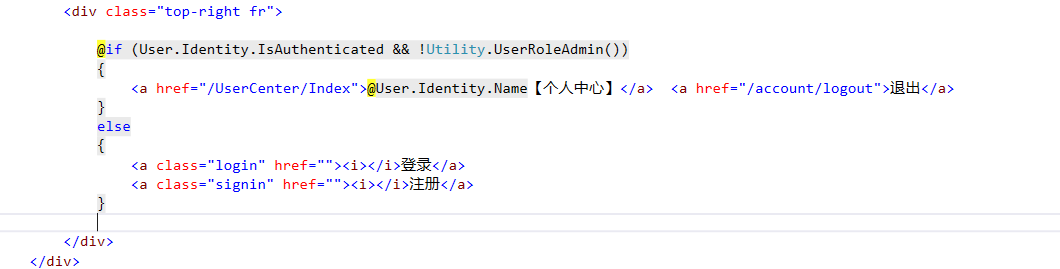 <div class="top-right fr">
@if (User.Identity.IsAuthenticated && !Utility.UserRoleAdmin())
{
<a href="/UserCenter/Index">@User.Identity.Name【个人中心】</a>  <a href="/account/logout">退出</a>
}
else
{
<a class="login" href=""><i></i>登录</a>
<a class="signin" href=""><i></i>注册</a>
}
</div>
</div>